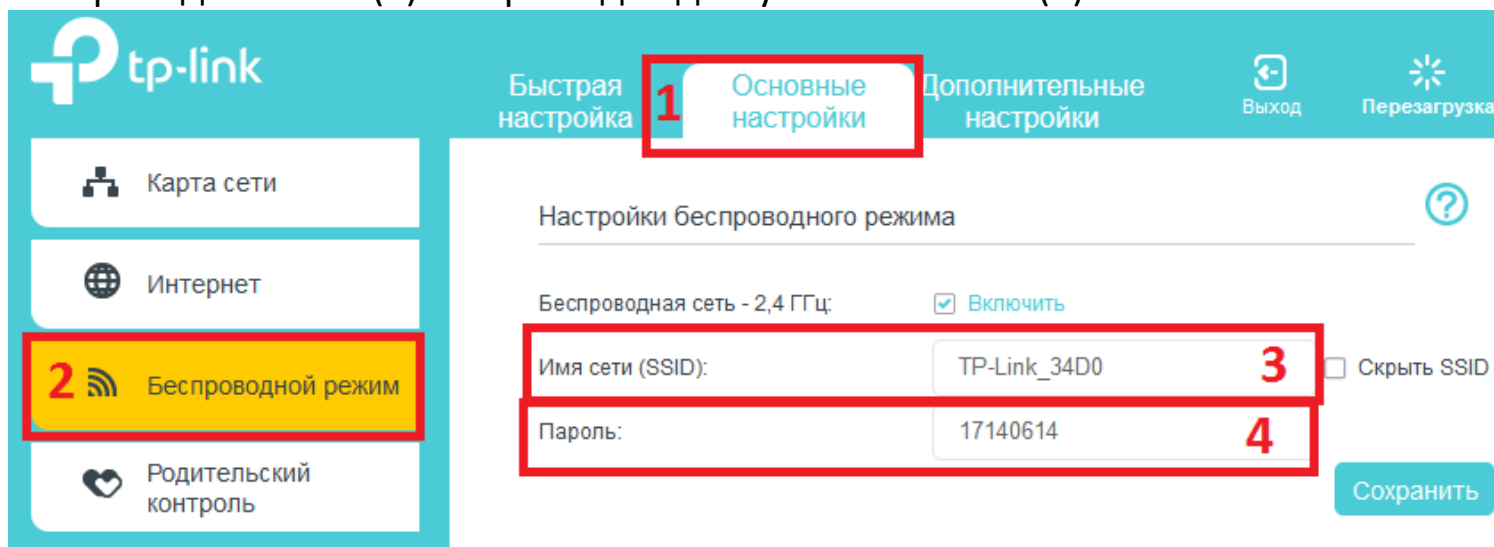 tp-link
Быстрая
настройка
1
Основные
настройки
Дополнительные
настройки
Выход
Перезагрузка
Карта сети
Интернет
2 Беспроводной режим
Родительский
контроль
Настройки беспроводного режима
?
Беспроводная сеть - 2,4 ГГц: Включить
Имя сети (SSID): TP-Link_34D0 3 Скрыть SSID
Пароль: 17140614 4
Сохранить